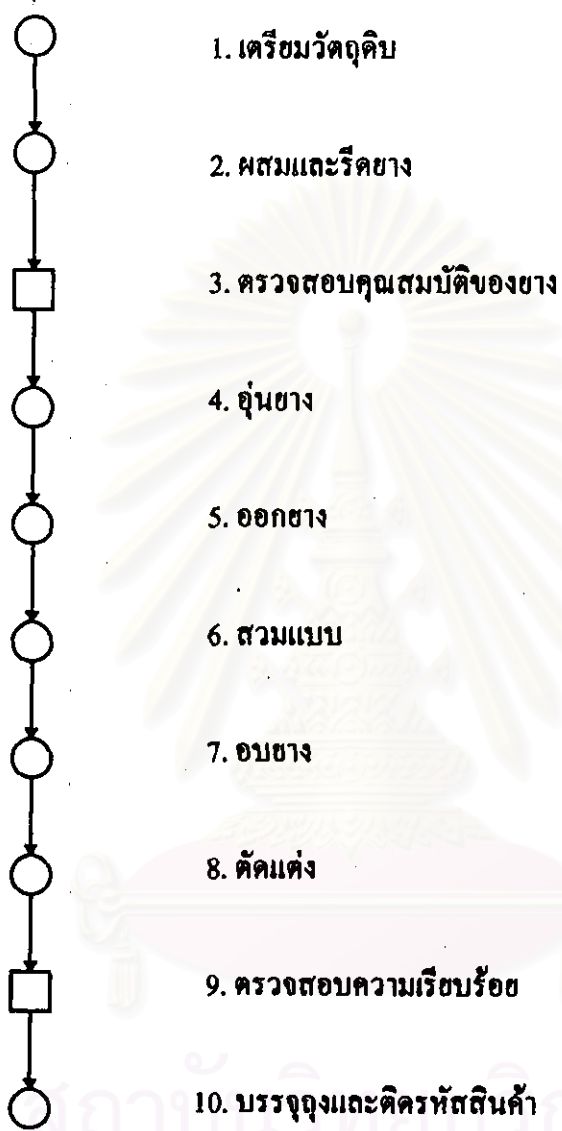 1. เตรียมวัตถุดิบ
2. ผสมและรีดยาง
3. ตรวจสอบคุณสมบัติของยาง
4. อุ่นยาง
5. ออกยาง
6. สวมแบบ
7. อบยาง
8. ตัดแต่ง
9. ตรวจสอบความเรียบร้อย
10. บรรจุถุงและติดรหัสสินค้า